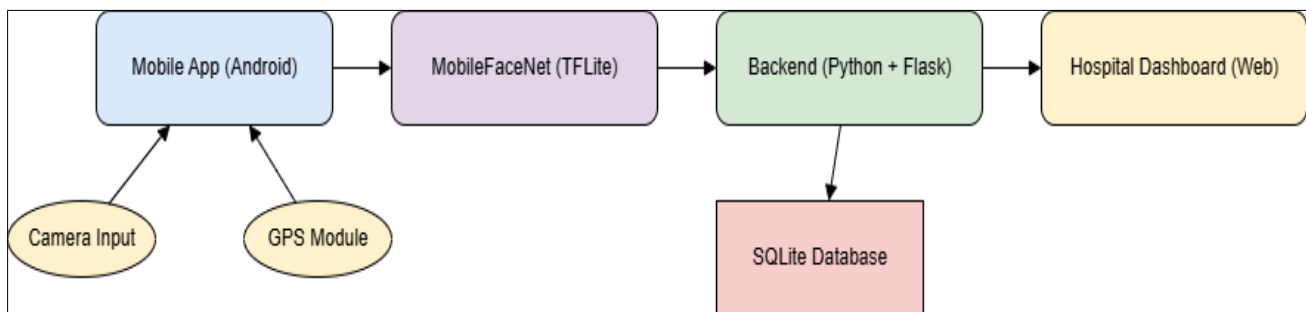 Mobile App (Android)
MobileFaceNet (TFLite)
Backend (Python + Flask)
Hospital Dashboard (Web)
Camera Input
GPS Module
SQLite Database